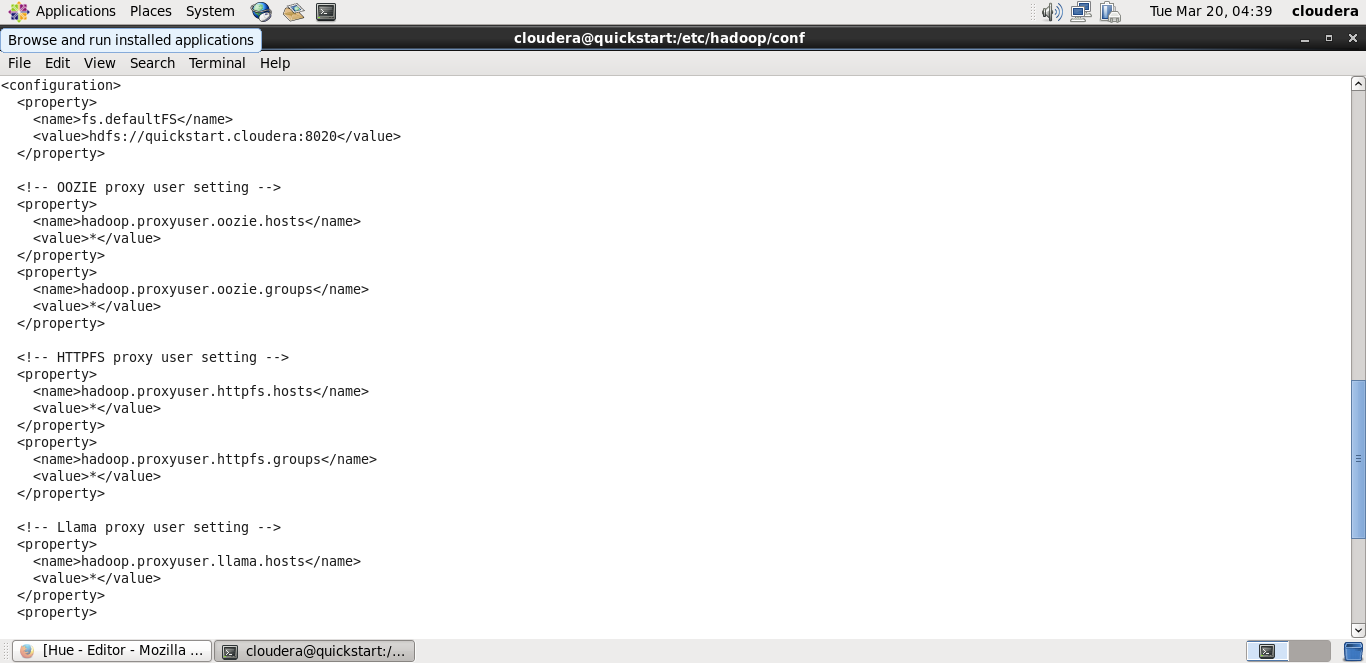 Applications Places System Tue Mar 20, 04:39 cloudera
Browse and run installed applications
cloudera@quickstart:/etc/hadoop/conf
File Edit View Search Terminal Help
<configuration>
  <property>
    <name>fs.defaultFS</name>
    <value>hdfs://quickstart.cloudera:8020</value>
  </property>

  <!-- OOZIE proxy user setting -->
  <property>
    <name>hadoop.proxyuser.oozie.hosts</name>
    <value>*</value>
  </property>
  <property>
    <name>hadoop.proxyuser.oozie.groups</name>
    <value>*</value>
  </property>

  <!-- HTTPFS proxy user setting -->
  <property>
    <name>hadoop.proxyuser.httpfs.hosts</name>
    <value>*</value>
  </property>
  <property>
    <name>hadoop.proxyuser.httpfs.groups</name>
    <value>*</value>
  </property>

  <!-- Llama proxy user setting -->
  <property>
    <name>hadoop.proxyuser.llama.hosts</name>
    <value>*</value>
  </property>
  <property>
[Hue - Editor - Mozilla ... cloudera@quickstart:/...